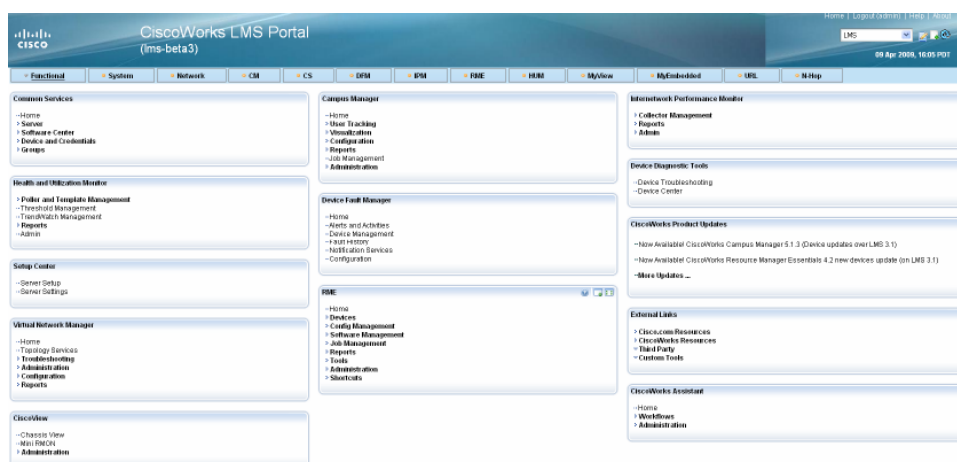 Home | Logout (admin) | Help | About
CISCO
CiscoWorks LMS Portal
(lms-beta3)
LMS
09 Apr 2009, 16:05 PDT
Functional
System
Network
CM
CS
DFM
IPM
RME
HUM
MyView
MyEmbedded
URL
N-Hop
Common Services
Home
Server
Software Center
Device and Credentials
Groups
Health and Utilization Monitor
Poller and Template Management
Threshold Management
TrendWatch Management
Reports
Admin
Setup Center
Server Setup
Server Settings
Virtual Network Manager
Home
Topology Services
Troubleshooting
Administration
Configuration
Reports
CiscoView
Chassis View
Mini RMON
Administration
Campus Manager
Home
User Tracking
Visualization
Configuration
Reports
Job Management
Administration
Device Fault Manager
Home
Alerts and Activities
Device Management
Fault History
Notification Services
Configuration
RME
Home
Devices
Config Management
Software Management
Job Management
Reports
Tools
Administration
Shortcuts
Internetwork Performance Monitor
Collector Management
Reports
Admin
Device Diagnostic Tools
Device Troubleshooting
Device Center
CiscoWorks Product Updates
Now Available! CiscoWorks Campus Manager 5.1.3 (Device updates over LMS 3.1)
Now Available! CiscoWorks Resource Manager Essentials 4.2 new devices update (on LMS 3.1)
More Updates ...
External Links
Cisco.com Resources
CiscoWorks Resources
Third Party
Custom Tools
CiscoWorks Assistant
Home
Workflows
Administration